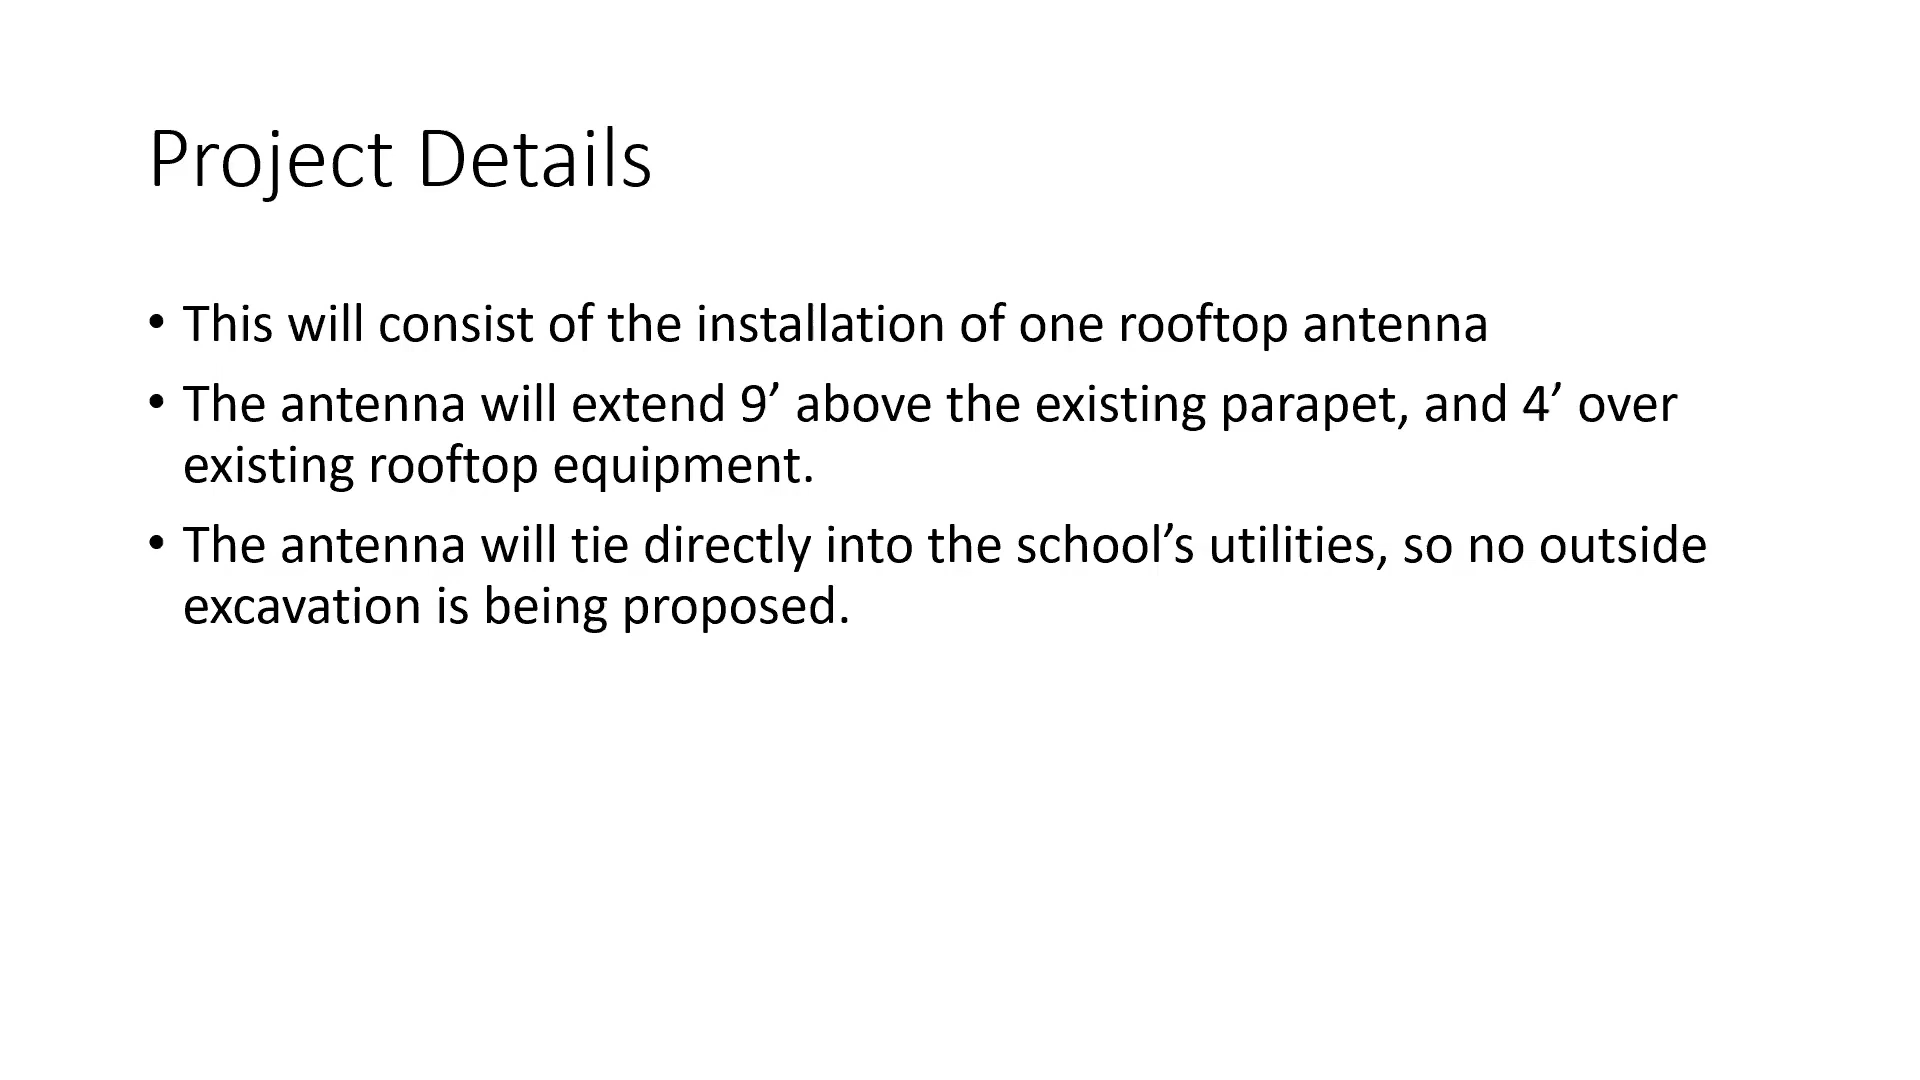 Project Details
• This will consist of the installation of one rooftop antenna
• The antenna will extend 9’ above the existing parapet, and 4’ over
existing rooftop equipment.
• The antenna will tie directly into the school’s utilities, so no outside
excavation is being proposed.